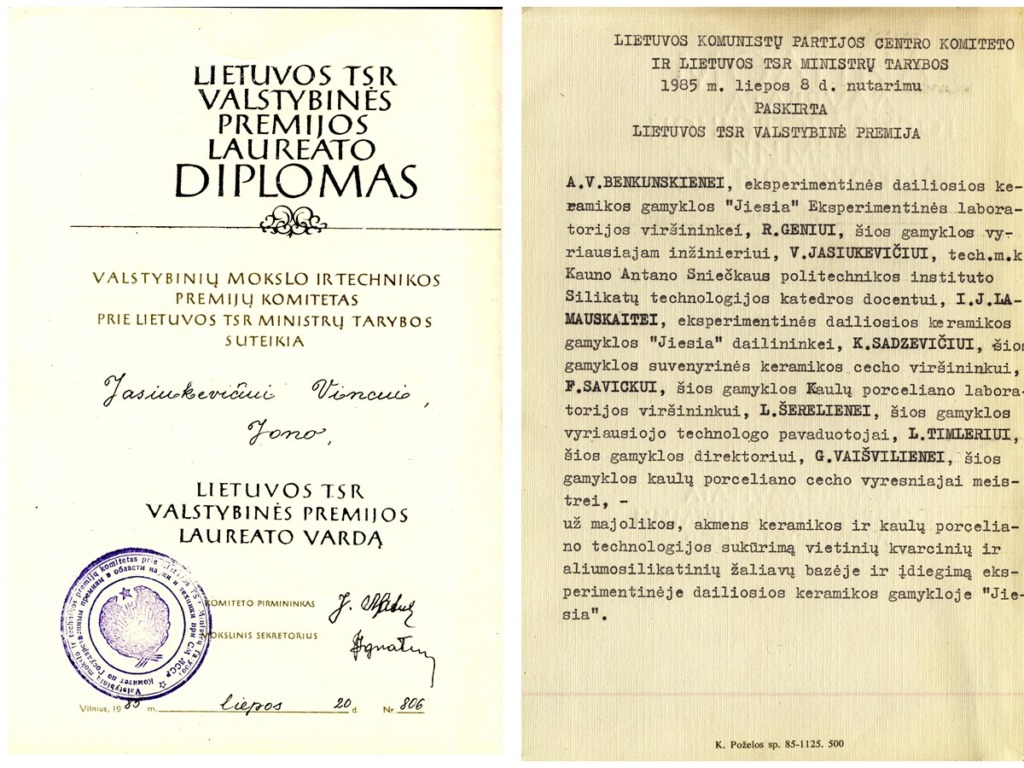 LIETUVOS TSR
VALSTYBINĖS
PREMIJOS
LAUREATO
DIPLOMAS
VALSTYBINIŲ MOKSLO IR TECHNIKOS
PREMIJŲ KOMITETAS
PRIE LIETUVOS TSR MINISTRŲ TARYBOS
SUTEIKIA
Jasiukevičiui Vincui,
Jono,
LIETUVOS TSR
VALSTYBINĖS PREMIJOS
LAUREATO VARDĄ
KOMITETO PIRMININKAS
MOKSLINIS SEKRETORIUS
Vilnius, 1985 m. liepos 20 d. Nr. 806
LIETUVOS KOMUNISTŲ PARTIJOS CENTRO KOMITETO
IR LIETUVOS TSR MINISTRŲ TARYBOS
1985 m. liepos 8 d. nutarimu
PASKIRTA
LIETUVOS TSR VALSTYBINĖ PREMIJA
A.V.BENKUNSKIENEI, eksperimentinės dailiosios ke-
ramikos gamyklos "Jiesia" Eksperimentinės labora-
torijos viršininkei, R.GENIUI, šios gamyklos vy-
riausiajam inžinieriui, V.JASIUKEVIČIUI, tech.m.k
Kauno Antano Sniečkaus politechnikos instituto
Silikatų technologijos katedros docentui, I.J.LA-
MAUSKAITEI, eksperimentinės dailiosios keramikos
gamyklos "Jiesia" dailininkei, K.SADZEVIČIUI, šios
gamyklos suvenyrinės keramikos cecho viršininkui,
F.SAVICKUI, šios gamyklos Kaulų porceliano labora-
torijos viršininkui, L.ŠERELIENEI, šios gamyklos
vyriausiojo technologo pavaduotojai, L.TIMLERIUI,
šios gamyklos direktoriui, G.VAIŠVILIENEI, šios
gamyklos kaulų porceliano cecho vyresniajai meis-
trei, -
už majolikos, akmens keramikos ir kaulų porcelia-
no technologijos sukūrimą vietinių kvarcinių ir
aliumosilikatinių žaliavų bazėje ir įdiegimą eks-
perimentinėje dailiosios keramikos gamykloje "Jie-
sia".
K. Poželos sp. 85-1125. 500